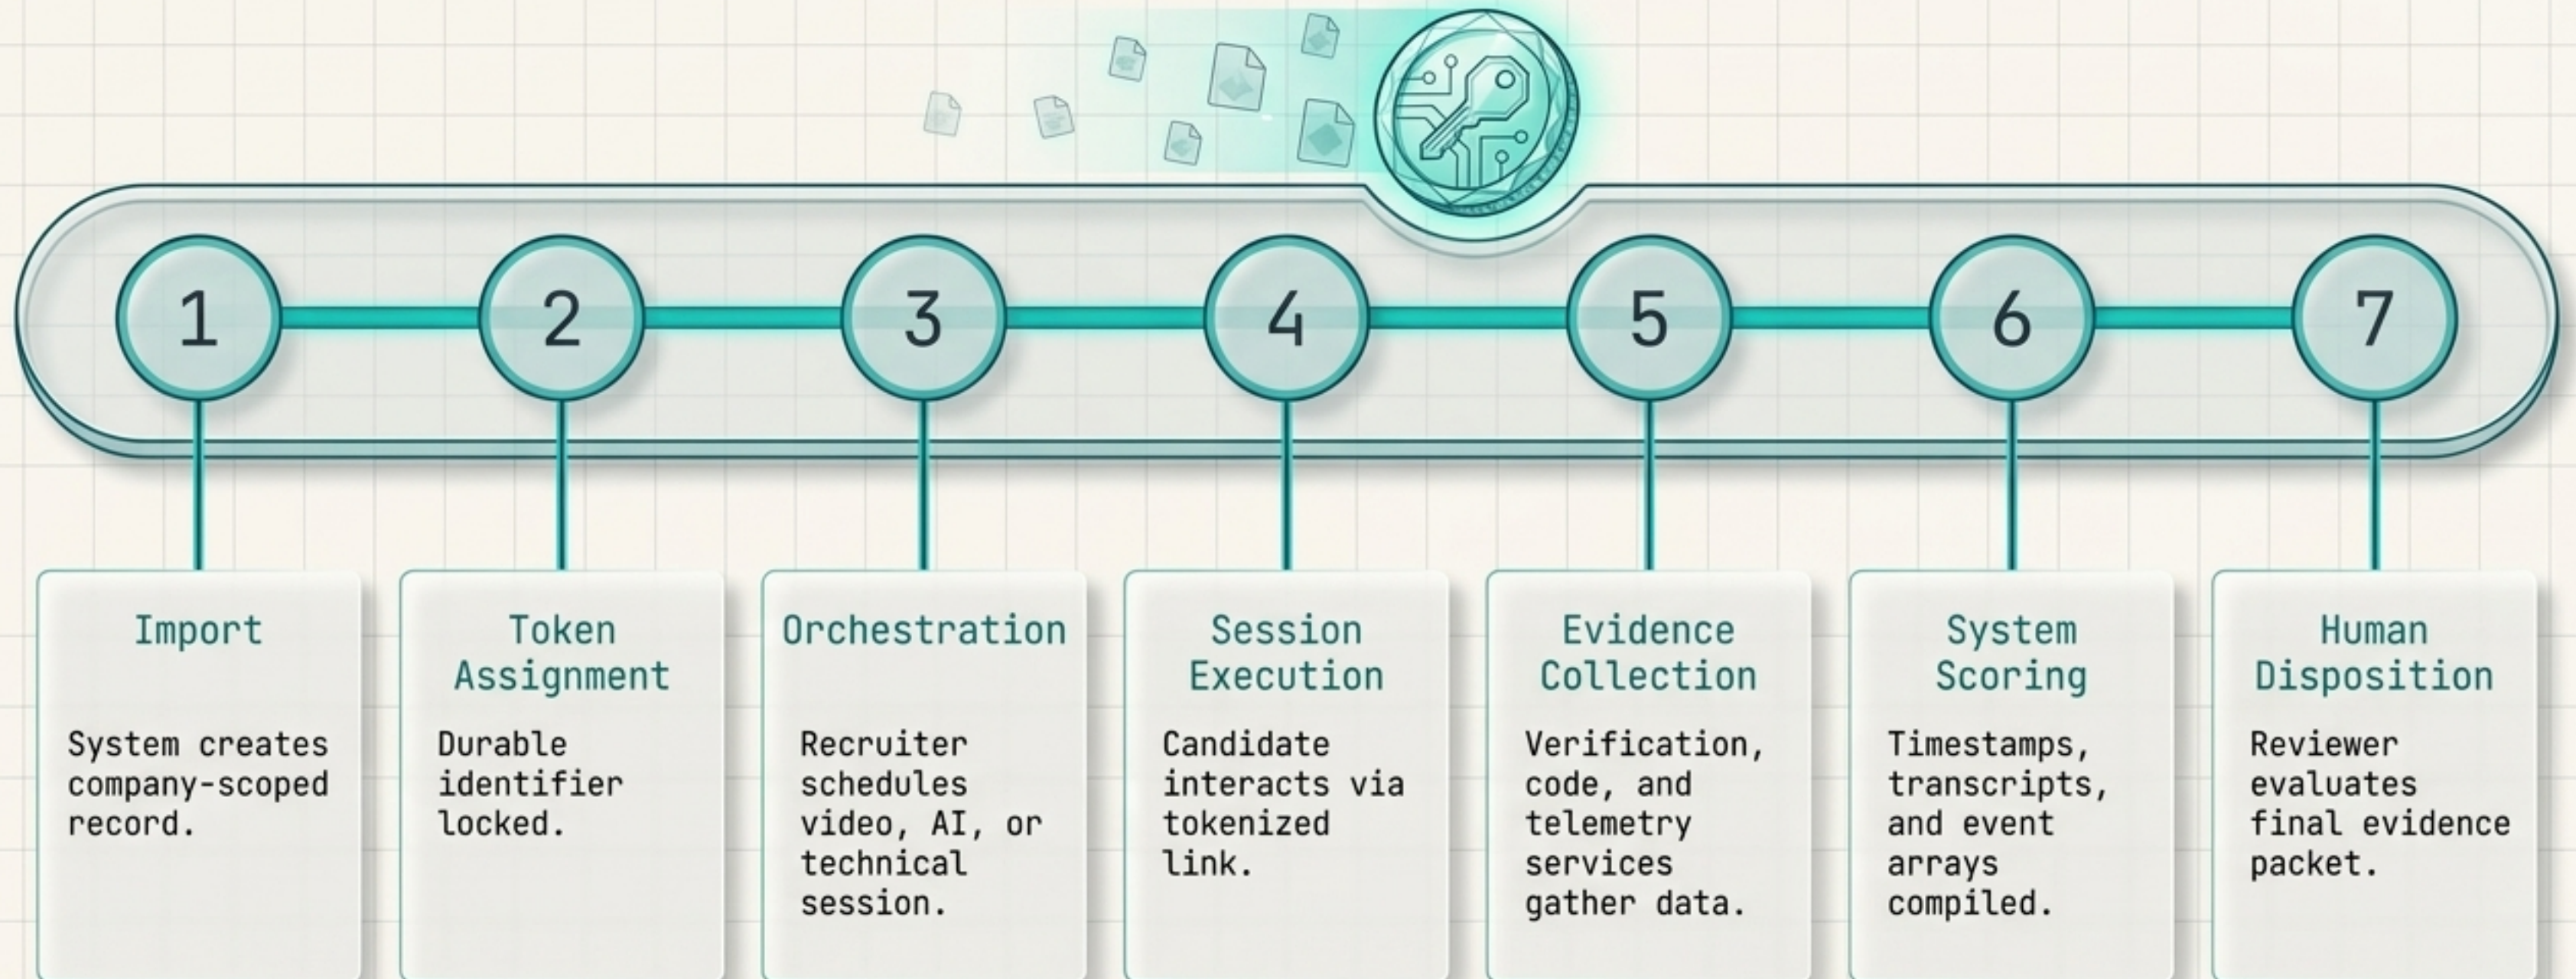 1
2
3
4
5
6
7
Import
System creates
company-scoped
record.
Token
Assignment
Durable
identifier
locked.
Orchestration
Recruiter
schedules
video, AI, or
technical
session.
Session
Execution
Candidate
interacts via
tokenized
link.
Evidence
Collection
Verification,
code, and
telemetry
services
gather data.
System
Scoring
Timestamps,
transcripts,
and event
arrays
compiled.
Human
Disposition
Reviewer
evaluates
final evidence
packet.